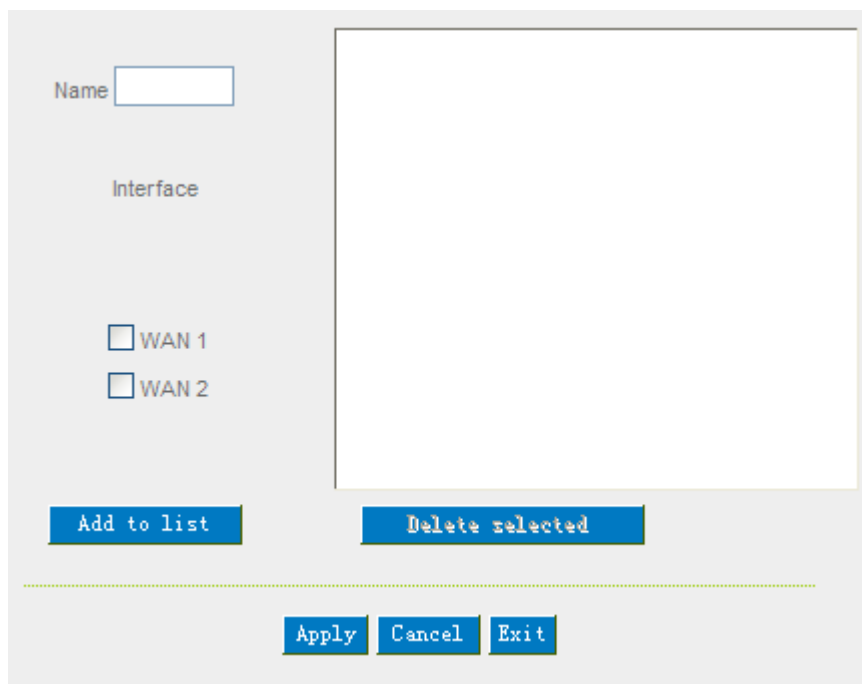 Name
Interface
WAN 1
WAN 2
Add to list
Delete selected
Apply
Cancel
Exit